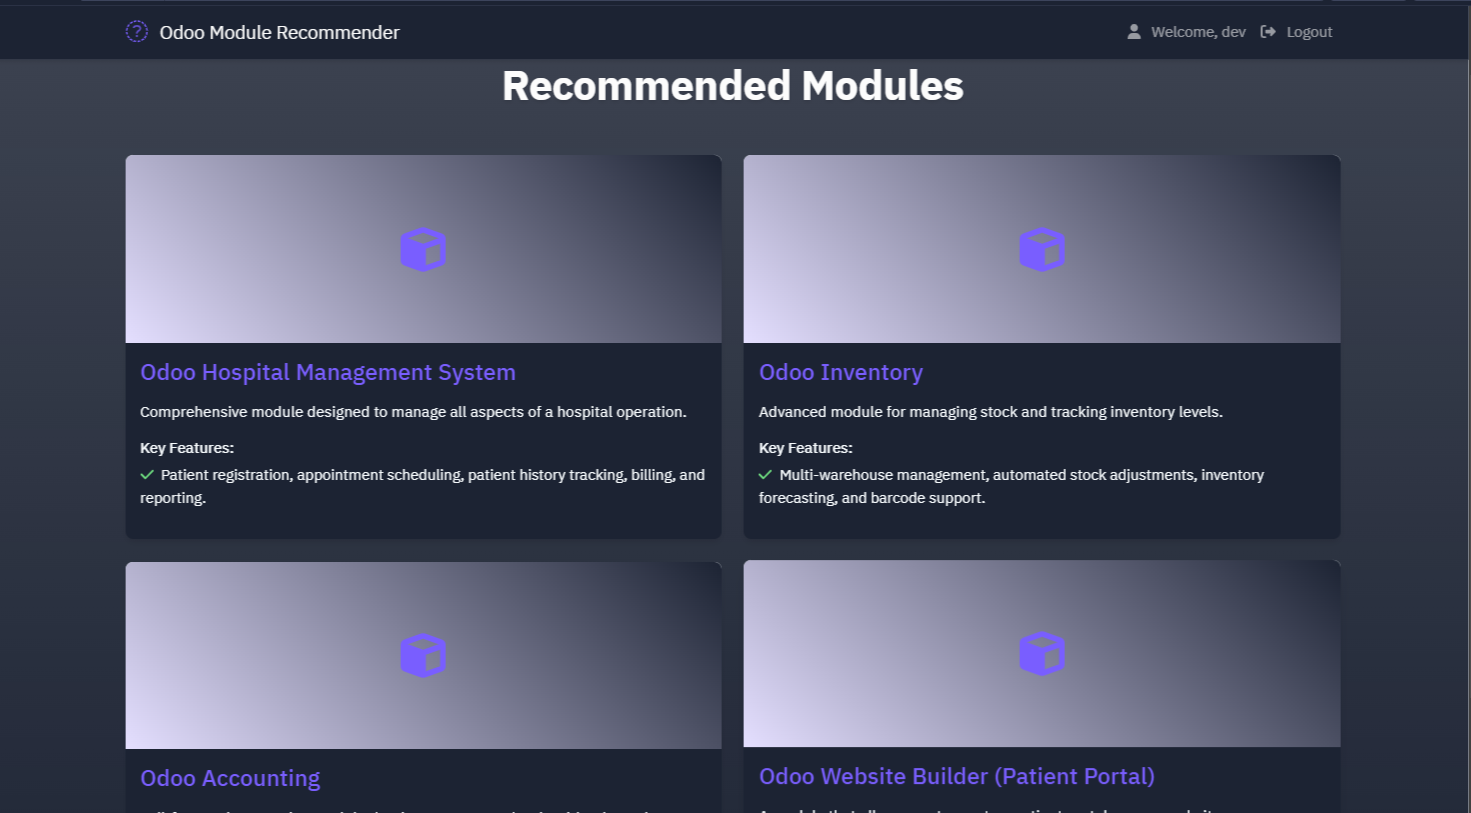 Odoo Module Recommender
Welcome, dev
Logout
Recommended Modules
Odoo Hospital Management System
Comprehensive module designed to manage all aspects of a hospital operation.
Key Features:
Patient registration, appointment scheduling, patient history tracking, billing, and
reporting.
Odoo Inventory
Advanced module for managing stock and tracking inventory levels.
Key Features:
Multi-warehouse management, automated stock adjustments, inventory
forecasting, and barcode support.
Odoo Accounting
Odoo Website Builder (Patient Portal)